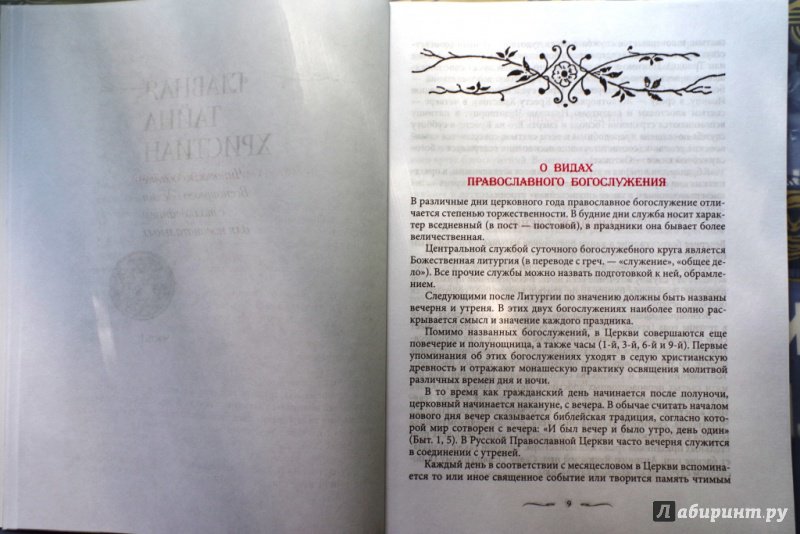 ГЛАВНАЯ
ТАЙНА
ХРИСТИАН
О ВИДАХ
ПРАВОСЛАВНОГО БОГОСЛУЖЕНИЯ
В различные дни церковного года православное богослужение отли-
чается степенью торжественности. В будние дни служба носит харак-
тер вседневный (в пост — постовой), в праздники она бывает более
величественная.
Центральной службой суточного богослужебного круга является
Божественная литургия (в переводе с греч. — «служение», «общее де-
ло»). Все прочие службы можно назвать подготовкой к ней, обрамле-
нием.
Следующими после Литургии по значению должны быть названы
вечерня и утреня. В этих двух богослужениях наиболее полно рас-
крывается смысл и значение каждого праздника.
Помимо названных богослужений, в Церкви совершаются еще
повечерие и полунощница, а также часы (1-й, 3-й, 6-й и 9-й). Первые
упоминания об этих богослужениях уходят в седую христианскую
древность и отражают монашескую практику освящения молитвой
различных времен дня и ночи.
В то время как гражданский день начинается после полуночи,
церковный начинается накануне, с вечера. В обычае считать началом
нового дня вечер сказывается библейская традиция, согласно кото-
рой мир сотворен с вечера: «И был вечер и было утро, день один»
(Быт. 1, 5). В Русской Православной Церкви часто вечерня служится
в соединении с утреней.
Каждый день в соответствии с месяцесловом в Церкви вспомина-
ется то или иное священное событие или творится память чтимым
9
Лабиринт.ру